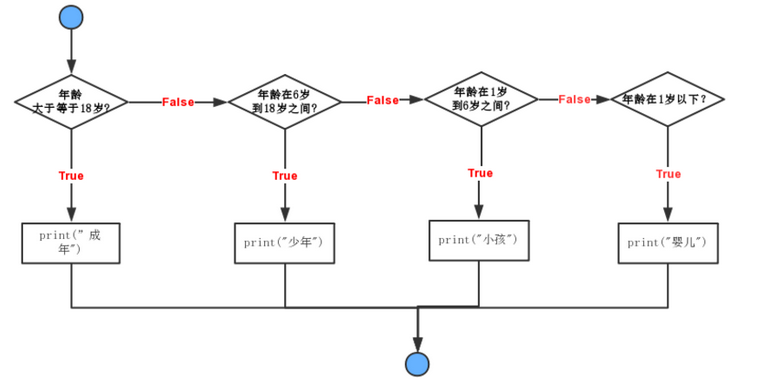 年龄
大于等于18岁?
False
年龄在6岁
到18岁之间?
False
年龄在1岁
到6岁之间?
False
年龄在1岁以下?
True
True
True
True
print(”成
年")
print("少年")
print("小孩")
print("婴儿")